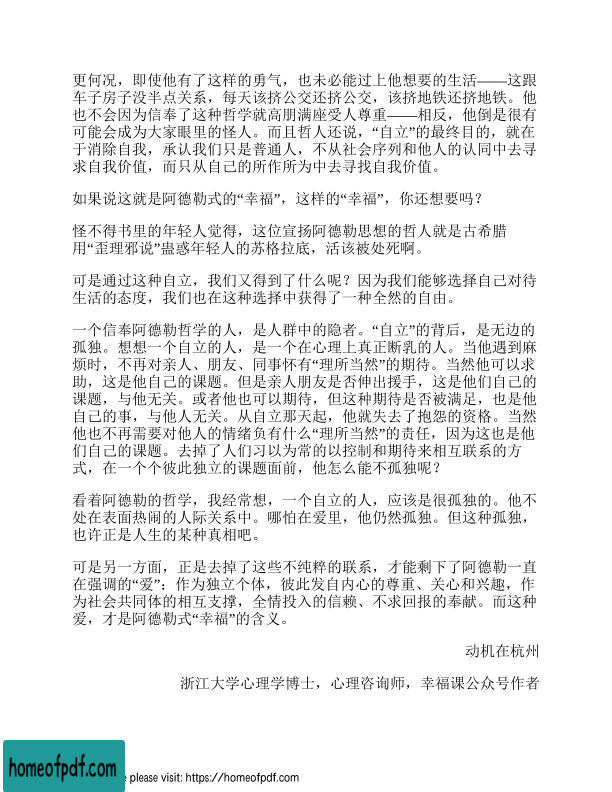 更何况，即使他有了这样的勇气，也未必能过上他想要的生活——这跟
车子房子没半点关系，每天该挤公交还挤公交，该挤地铁还挤地铁。他
也不会因为信奉了这种哲学就高朋满座受人尊重——相反，他倒是很有
可能会成为大家眼里的怪人。而且哲人还说，“自立”的最终目的，就在
于消除自我，承认我们只是普通人，不从社会序列和他人的认同中去寻
求自我价值，而只从自己的所作所为中去寻找自我价值。
如果说这就是阿德勒式的“幸福”，这样的“幸福”，你还想要吗？
怪不得书里的年轻人觉得，这位宣扬阿德勒思想的哲人就是古希腊
用“歪理邪说”蛊惑年轻人的苏格拉底，活该被处死啊。
可是通过这种自立，我们又得到了什么呢？因为我们能够选择自己对待
生活的态度，我们也在这种选择中获得了一种全然的自由。
一个信奉阿德勒哲学的人，是人群中的隐者。“自立”的背后，是无边的
孤独。想想一个自立的人，是一个在心理上真正断乳的人。当他遇到麻
烦时，不再对亲人、朋友、同事怀有“理所当然”的期待。当然他可以求
助，这是他自己的课题。但是亲人朋友是否伸出援手，这是他们自己的
课题，与他无关。或者他也可以期待，但这种期待是否被满足，也是他
自己的事，与他人无关。从自立那天起，他就失去了抱怨的资格。当然
他也不再需要对他人的情绪负有什么“理所当然”的责任，因为这也是他
们自己的课题。去掉了人们习以为常的以控制和期待来相互联系的方
式，在一个个彼此独立的课题面前，他怎么能不孤独呢？
看着阿德勒的哲学，我经常想，一个自立的人，应该是很孤独的。他不
处在表面热闹的人际关系中。哪怕在爱里，他仍然孤独。但这种孤独，
也许正是人生的某种真相吧。
可是另一方面，正是去掉了这些不纯粹的联系，才能剩下了阿德勒一直
在强调的“爱”：作为独立个体，彼此发自内心的尊重、关心和兴趣，作
为社会共同体的相互支撑，全情投入的信赖、不求回报的奉献。而这种
爱，才是阿德勒式“幸福”的含义。
动机在杭州
浙江大学心理学博士，心理咨询师，幸福课公众号作者
homeofpdf.com
please visit: https://homeofpdf.com